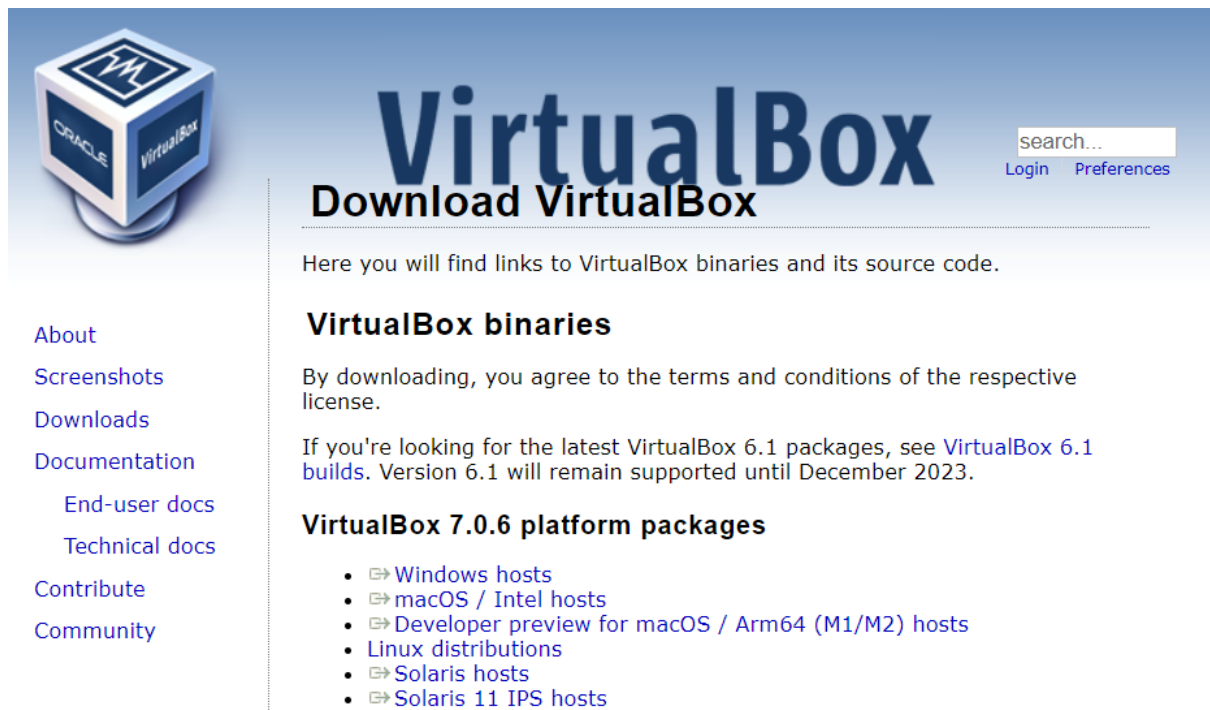 ORACLE
VirtualBox
VirtualBox
search...
Login Preferences
Download VirtualBox
Here you will find links to VirtualBox binaries and its source code.
About
Screenshots
Downloads
Documentation
End-user docs
Technical docs
Contribute
Community
VirtualBox binaries
By downloading, you agree to the terms and conditions of the respective
license.
If you're looking for the latest VirtualBox 6.1 packages, see VirtualBox 6.1
builds. Version 6.1 will remain supported until December 2023.
VirtualBox 7.0.6 platform packages
• Windows hosts
• macOS / Intel hosts
• Developer preview for macOS / Arm64 (M1/M2) hosts
• Linux distributions
• Solaris hosts
• Solaris 11 IPS hosts